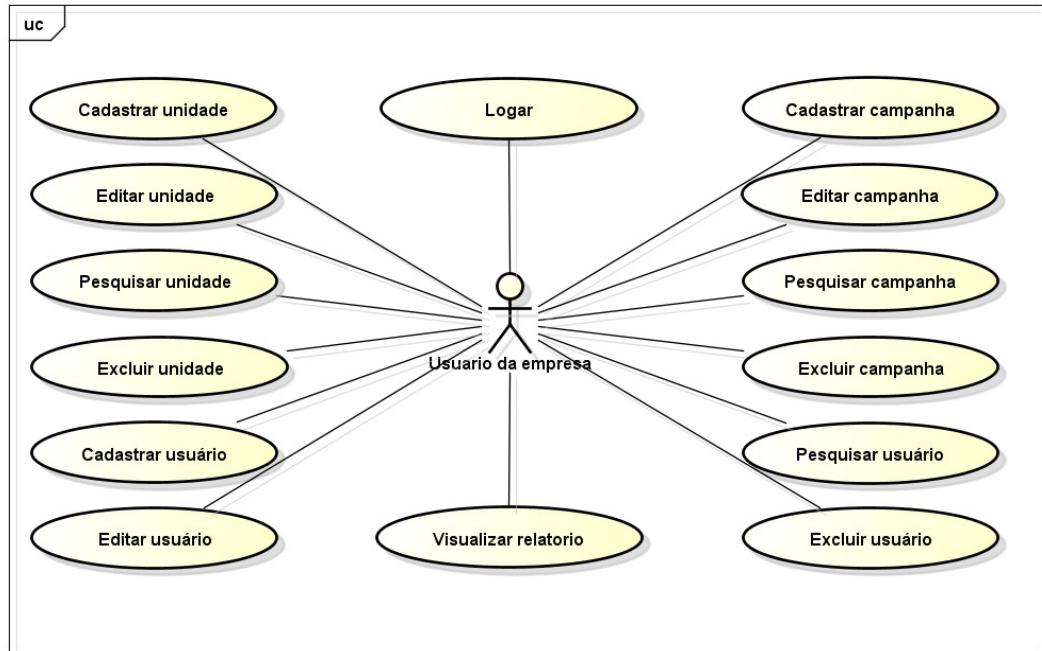 uc
Cadastrar unidade
Logar
Cadastrar campanha
Editar unidade
Editar campanha
Pesquisar unidade
Pesquisar campanha
Usuario da empresa
Excluir unidade
Excluir campanha
Cadastrar usuário
Pesquisar usuário
Editar usuário
Visualizar relatorio
Excluir usuário